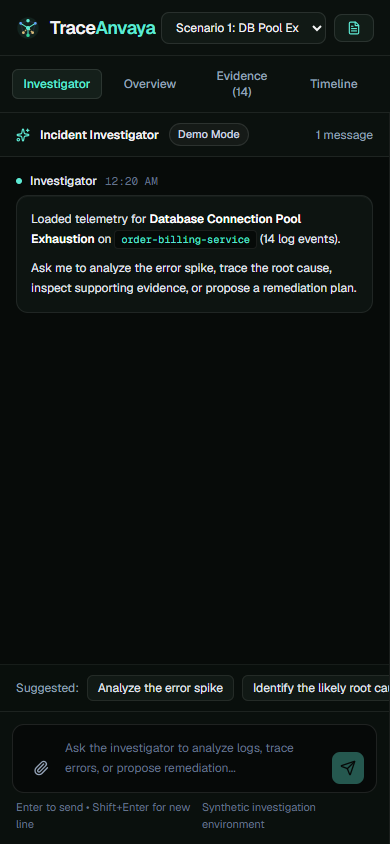 TraceAnvaya
Scenario 1: DB Pool Ex
Investigator
Overview
Evidence
(14)
Timeline
Incident Investigator
Demo Mode
1 message
Investigator 12:20 AM
Loaded telemetry for Database Connection Pool
Exhaustion on order-billing-service (14 log events).
Ask me to analyze the error spike, trace the root cause,
inspect supporting evidence, or propose a remediation plan.
Suggested:
Analyze the error spike
Identify the likely root cau
Ask the investigator to analyze logs, trace
errors, or propose remediation...
Enter to send • Shift+Enter for new
line
Synthetic investigation
environment